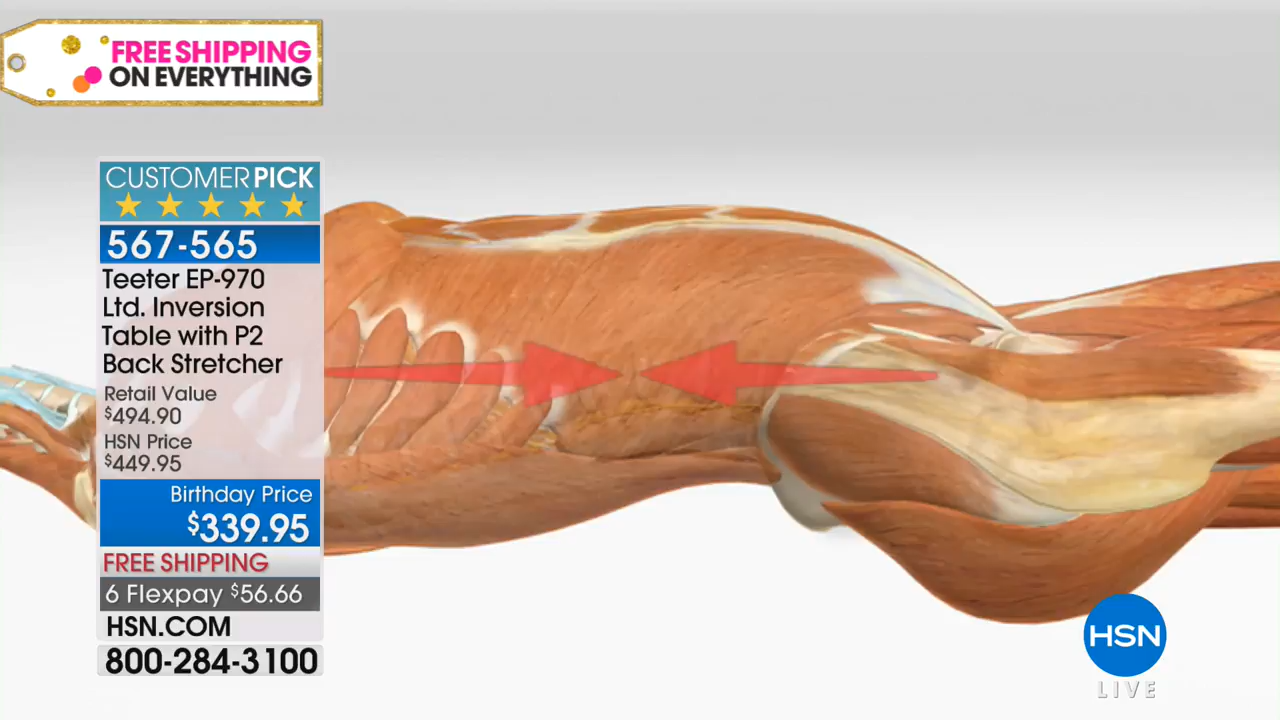 FREE SHIPPING
ON EVERYTHING
CUSTOMER PICK
567-565
Teeter EP-970
Ltd. Inversion
Table with P2
Back Stretcher
Retail Value
$494.90
HSN Price
$449.95
Birthday Price
$339.95
FREE SHIPPING
6 Flexpay $56.66
HSN.COM
800-284-3100
HSN
LIVE